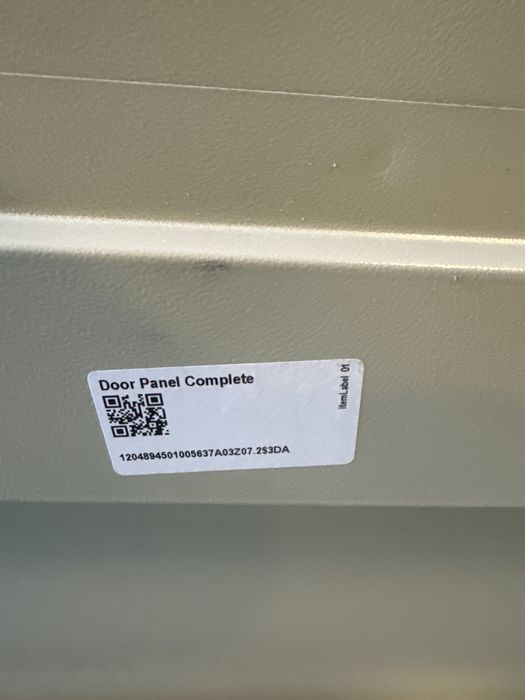 Door Panel Complete
ItemLabel 01
1204894501005637A03Z07.2$3DA